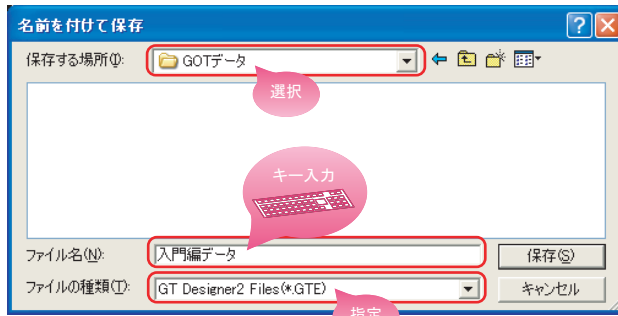 名前を付けて保存
保存する場所(I): GOTデータ
選択
キー入力
ファイル名(N): 入門編データ 保存(S)
ファイルの種類(T): GT Designer2 Files(*.GTE) キャンセル
指定